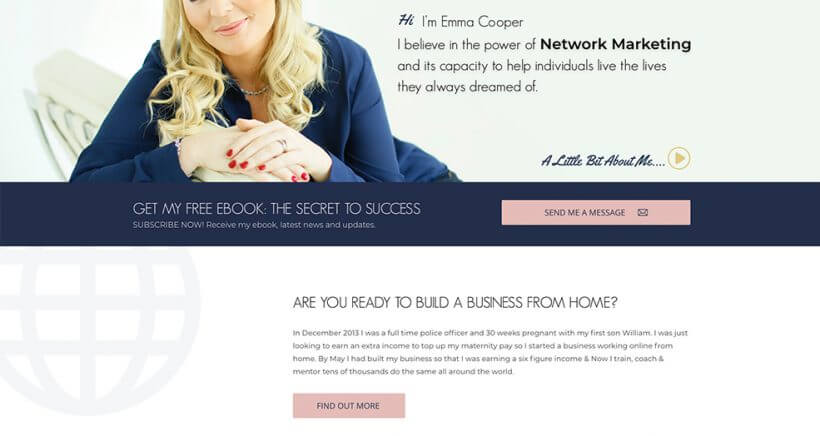 Hi I'm Emma Cooper
I believe in the power of Network Marketing
and its capacity to help individuals live the lives
they always dreamed of.
A Little Bit About Me....
GET MY FREE EBOOK: THE SECRET TO SUCCESS
SUBSCRIBE NOW! Receive my ebook, latest news and updates.
SEND ME A MESSAGE
ARE YOU READY TO BUILD A BUSINESS FROM HOME?
In December 2013 I was a full time police officer and 30 weeks pregnant with my first son William. I was just
looking to earn an extra income to top up my maternity pay so I started a business working online from
home. By May I had built my business so that I was earning a six figure income & Now I train, coach &
mentor tens of thousands do the same all around the world.
FIND OUT MORE